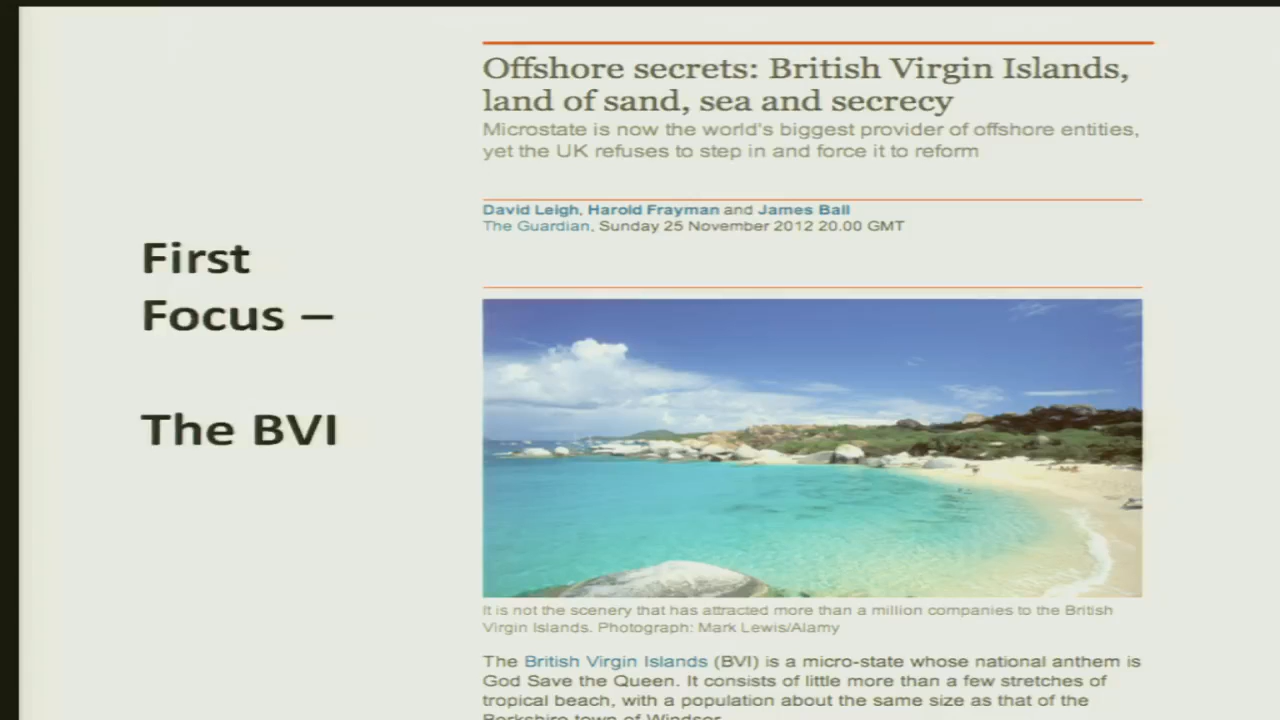 Offshore secrets: British Virgin Islands,
land of sand, sea and secrecy
Microstate is now the world's biggest provider of offshore entities,
yet the UK refuses to step in and force it to reform
David Leigh, Harold Frayman and James Ball
The Guardian, Sunday 25 November 2012 20.00 GMT
First
Focus –
The BVI
It is not the scenery that has attracted more than a million companies to the British
Virgin Islands. Photograph: Mark Lewis/Alamy
The British Virgin Islands (BVI) is a micro-state whose national anthem is
God Save the Queen. It consists of little more than a few stretches of
tropical beach, with a population about the same size as that of the
Berkshire town of Windsor.